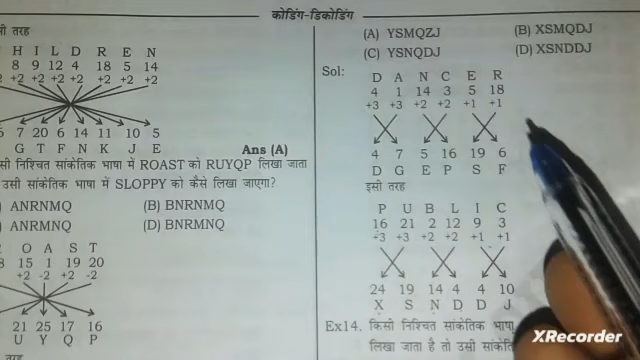 कोडिंग-डिकोडिंग
तरह
H I L D R E N
8 9 12 4 18 5 14
+2 +2 +2 +2 +2 +2 +2
7 20 6 14 11 10 5
G T F N K J E
Ans (A)
निश्चित सांकेतिक भाषा में ROAST को RUYQP लिखा जाता
उसी सांकेतिक भाषा में SLOPPY को कैसे लिखा जाएगा?
ANRNMQ (B) BNRNMQ
ANRMNQ (D) BNRMNQ
O A S T
15 1 19 20
+2 -2 +2 -2
21 25 17 16
U Y Q P
तरह
(A) YSMQZJ (B) XSMQDJ
(C) YSNQDJ (D) XSNDDJ
Sol: D A N C E R
4 1 14 3 5 18
+3 +3 +2 +2 +1 +1
4 7 5 16 19 6
D G E P S F
इसी तरह
P U B L I C
16 21 2 12 9 3
+3 +3 +2 +2 +1 +1
24 19 14 4 4 10
X S N D D J
Ex14. किसी निश्चित सांकेतिक भाषा
लिखा जाता है तो उसी
XRecorder